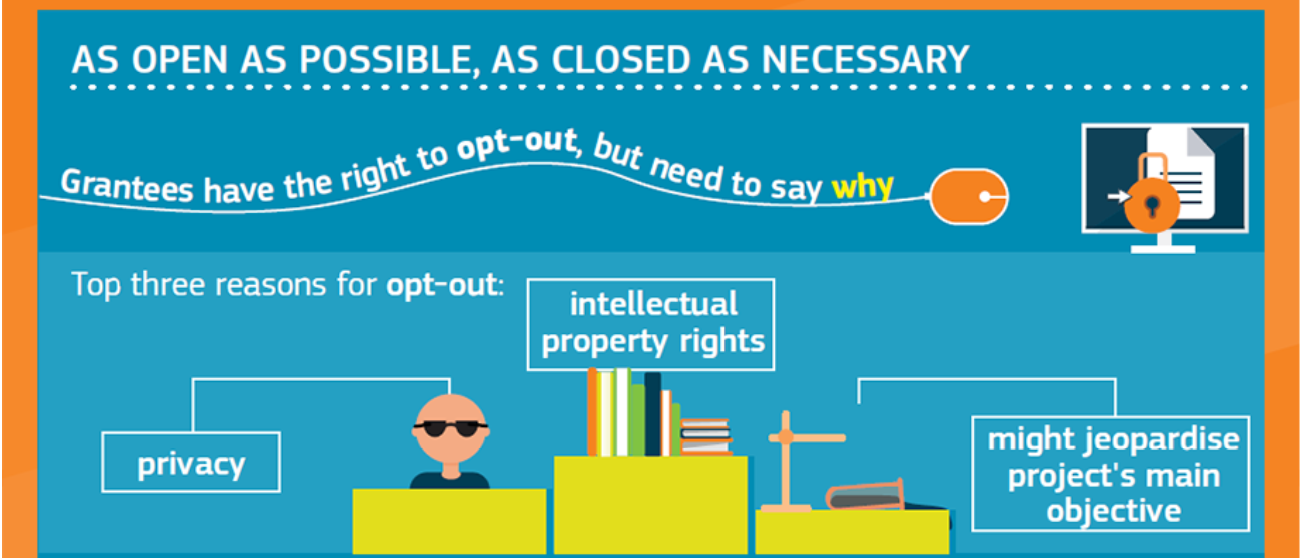 AS OPEN AS POSSIBLE, AS CLOSED AS NECESSARY
Grantees have the right to opt-out, but need to say why
Top three reasons for opt-out:
intellectual
property rights
privacy
might jeopardise
project's main
objective